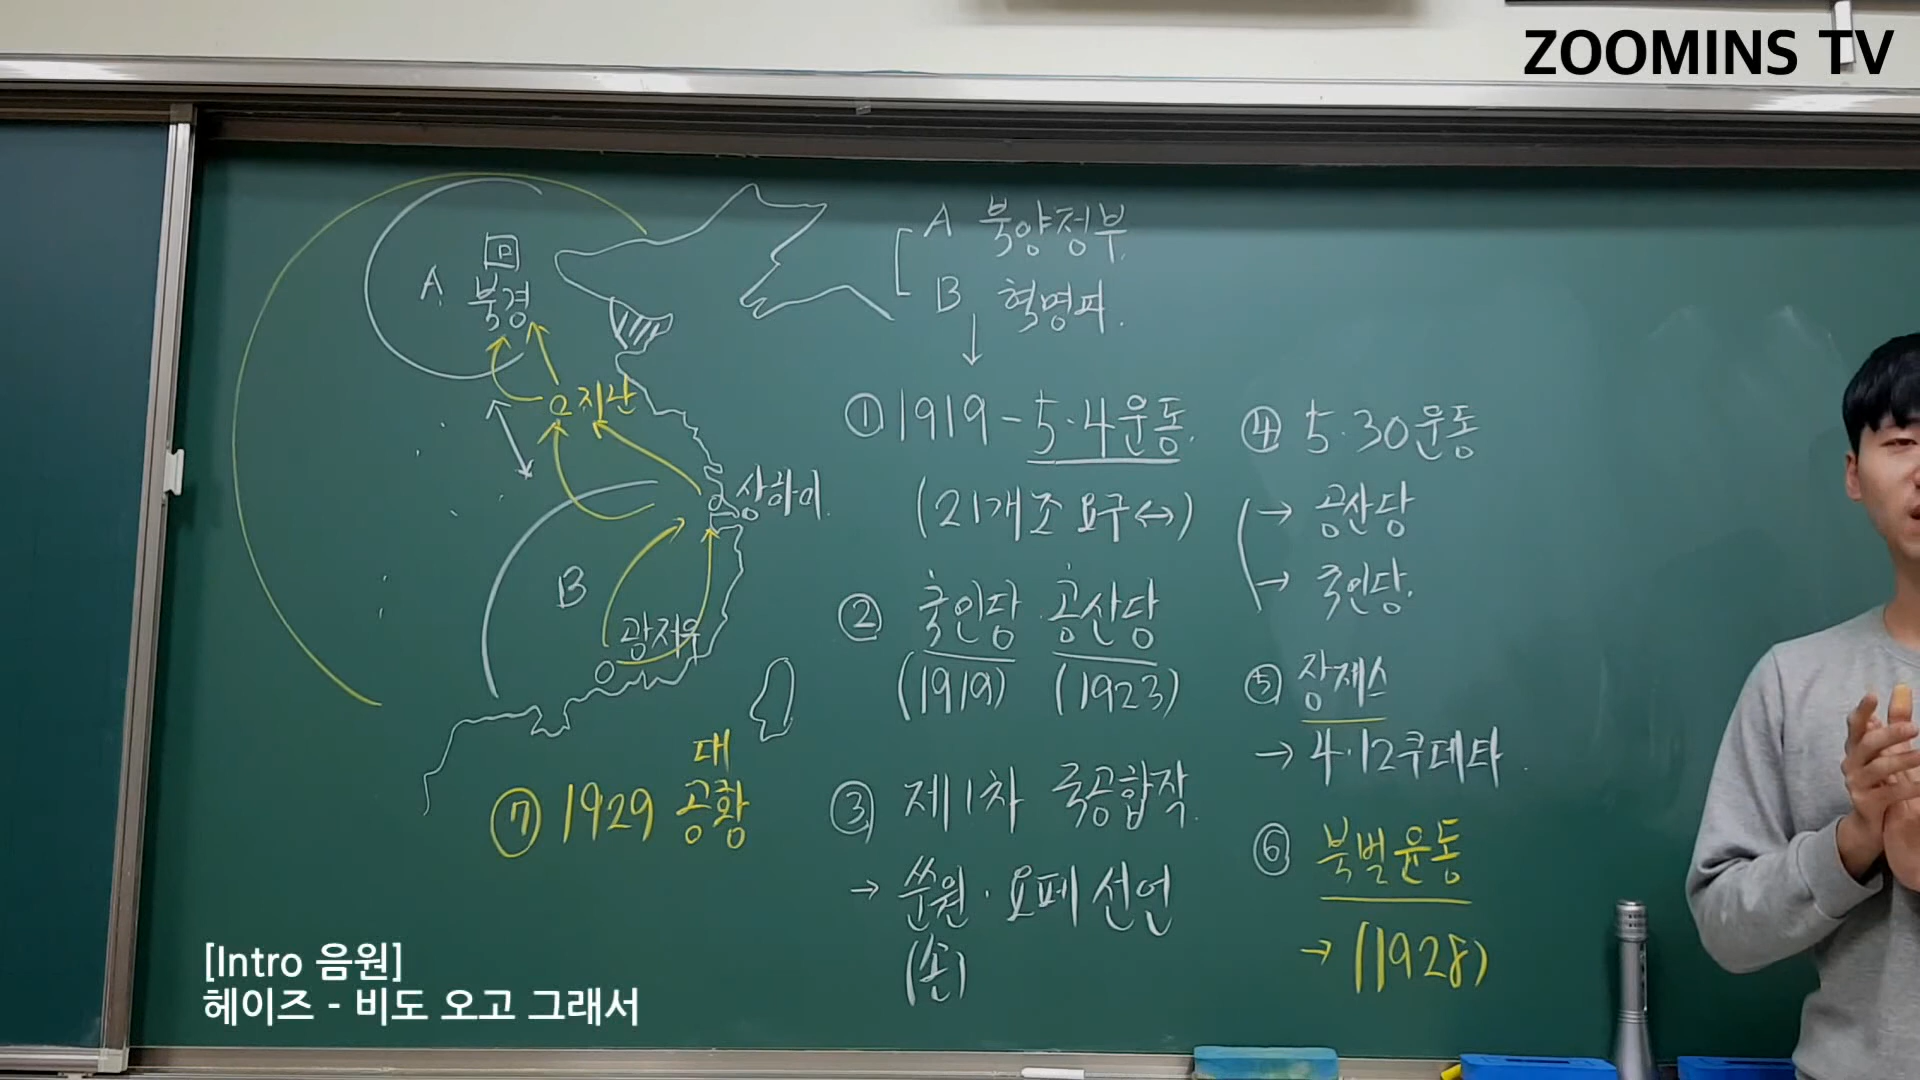 ZOOMINS TV
A 북양정부
B 혁명파.
A
북경
지난
상하이
B
광저우
① 1919 - 5·4운동.
(21개조 요구↔)
② 국민당 공산당
(1919) (1923)
③ 제1차 국공합작
→ 쑨원·요페 선언
(손)
④ 5·30운동
→ 공산당
→ 국민당.
⑤ 장제스
→ 4·12쿠데타.
⑥ 북벌운동
→ (1928)
⑦ 1929 대공황
[Intro 음원]
헤이즈 - 비도 오고 그래서